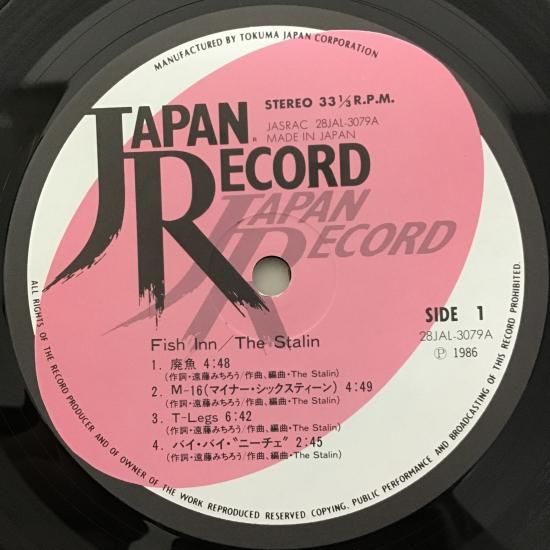 MANUFACTURED BY TOKUMA JAPAN CORPORATION
JAPAN RECORD
STEREO 33 1/3 R.P.M.
JASRAC 28JAL-3079A
MADE IN JAPAN
JAPAN RECORD
SIDE 1
28JAL-3079A
Ⓟ 1986
Fish Inn/The Stalin
1. 廃魚 4:48
(作詞・遠藤みちろう/作曲、編曲・The Stalin)
2. M-16(マイナー・シックスティーン) 4:49
(作詞・遠藤みちろう/作曲、編曲・The Stalin)
3. T-Legs 6:42
(作詞・遠藤みちろう/作曲、編曲・The Stalin)
4. バイ・バイ・“ニーチェ” 2:45
(作詞・遠藤みちろう/作曲、編曲・The Stalin)
ALL RIGHTS OF THE RECORD PRODUCER AND OF OWNER OF THE WORK REPRODUCED RESERVED. COPYING, PUBLIC PERFORMANCE AND BROADCASTING OF THIS RECORD PROHIBITED.